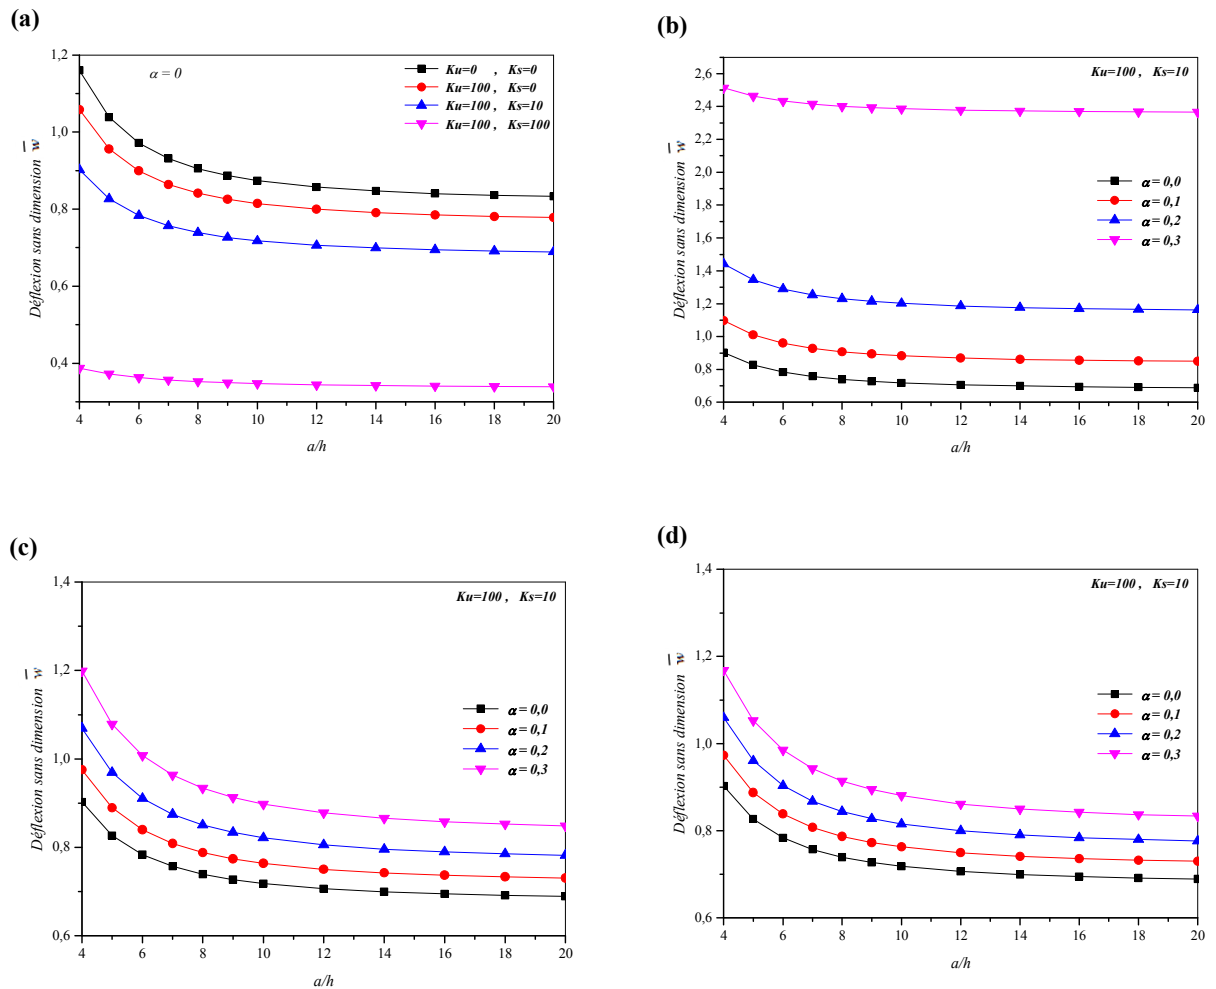 (a)
1,2
1,0
0,8
0,6
0,4
4 6 8 10 12 14 16 18 20
a/h
Déflexion sans dimension w̅
α = 0
Ku=0 , Ks=0
Ku=100 , Ks=0
Ku=100 , Ks=10
Ku=100 , Ks=100
(b)
2,6
2,4
2,2
2,0
1,8
1,6
1,4
1,2
1,0
0,8
0,6
4 6 8 10 12 14 16 18 20
a/h
Déflexion sans dimension w̅
Ku=100 , Ks=10
α = 0,0
α = 0,1
α = 0,2
α = 0,3
(c)
1,4
1,2
1,0
0,8
0,6
4 6 8 10 12 14 16 18 20
a/h
Déflexion sans dimension w̅
Ku=100 , Ks=10
α = 0,0
α = 0,1
α = 0,2
α = 0,3
(d)
1,4
1,2
1,0
0,8
0,6
4 6 8 10 12 14 16 18 20
a/h
Déflexion sans dimension w̅
Ku=100 , Ks=10
α = 0,0
α = 0,1
α = 0,2
α = 0,3